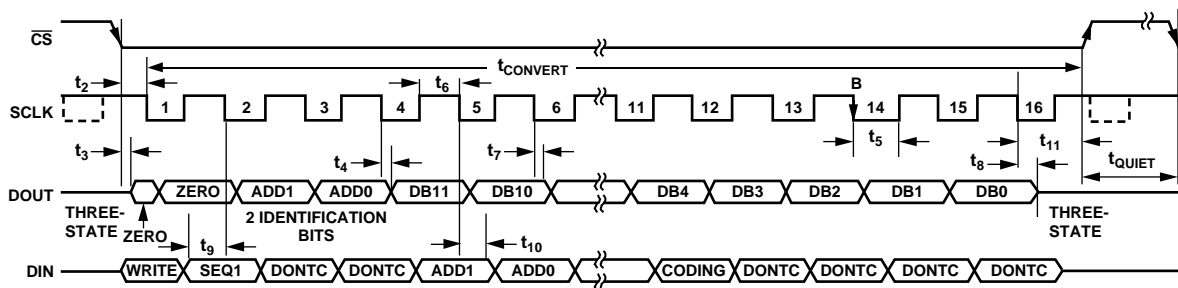 CS
tCONVERT
t2
t6
B
SCLK
1 2 3 4 5 6 11 12 13 14 15 16
t3
t4
t7
t5
t8
t11
tQUIET
DOUT
ZERO ADD1 ADD0 DB11 DB10 DB4 DB3 DB2 DB1 DB0
THREE-
STATE
ZERO
2 IDENTIFICATION
BITS
THREE-
STATE
t9
t10
DIN
WRITE SEQ1 DONTC DONTC ADD1 ADD0 CODING DONTC DONTC DONTC DONTC